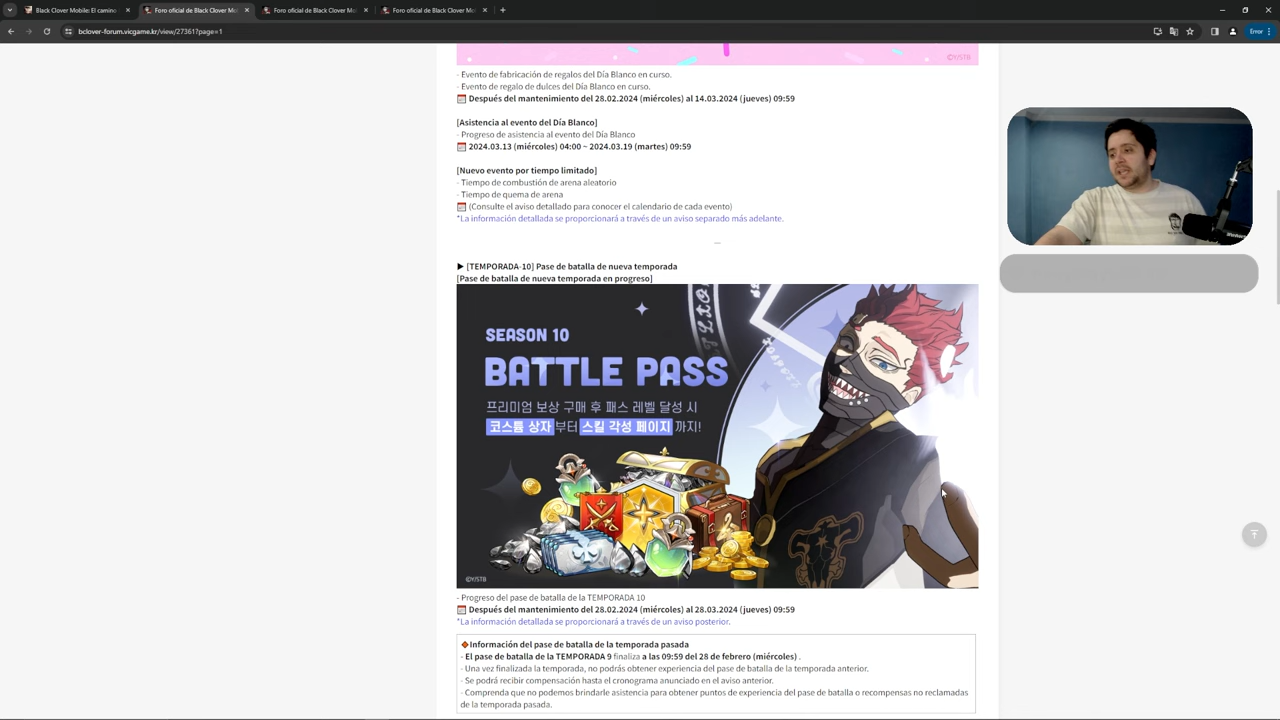 Black Clover Mobile: El camino
Foro oficial de Black Clover Mo
Foro oficial de Black Clover Mo
Foro oficial de Black Clover Mo
bclover-forum.vicgame.kr/view/27361?page=1
Error
©Y/STB
- Evento de fabricación de regalos del Día Blanco en curso.
- Evento de regalo de dulces del Día Blanco en curso.
Después del mantenimiento del 28.02.2024 (miércoles) al 14.03.2024 (jueves) 09:59
[Asistencia al evento del Día Blanco]
- Progreso de asistencia al evento del Día Blanco
2024.03.13 (miércoles) 04:00 ~ 2024.03.19 (martes) 09:59
[Nuevo evento por tiempo limitado]
- Tiempo de combustión de arena aleatorio
- Tiempo de quema de arena
(Consulte el aviso detallado para conocer el calendario de cada evento)
*La información detallada se proporcionará a través de un aviso separado más adelante.
▶ [TEMPORADA-10] Pase de batalla de nueva temporada
[Pase de batalla de nueva temporada en progreso]
SEASON 10
BATTLE PASS
프리미엄 보상 구매 후 패스 레벨 달성 시
코스튬 상자부터 스킬 각성 페이지 까지!
©Y/STB
- Progreso del pase de batalla de la TEMPORADA 10
Después del mantenimiento del 28.02.2024 (miércoles) al 28.03.2024 (jueves) 09:59
*La información detallada se proporcionará a través de un aviso posterior.
Información del pase de batalla de la temporada pasada
- El pase de batalla de la TEMPORADA 9 finaliza a las 09:59 del 28 de febrero (miércoles) .
- Una vez finalizada la temporada, no podrás obtener experiencia del pase de batalla de la temporada anterior.
- Se podrá recibir compensación hasta el cronograma anunciado en el aviso anterior.
- Comprenda que no podemos brindarle asistencia para obtener puntos de experiencia del pase de batalla o recompensas no reclamadas
de la temporada pasada.